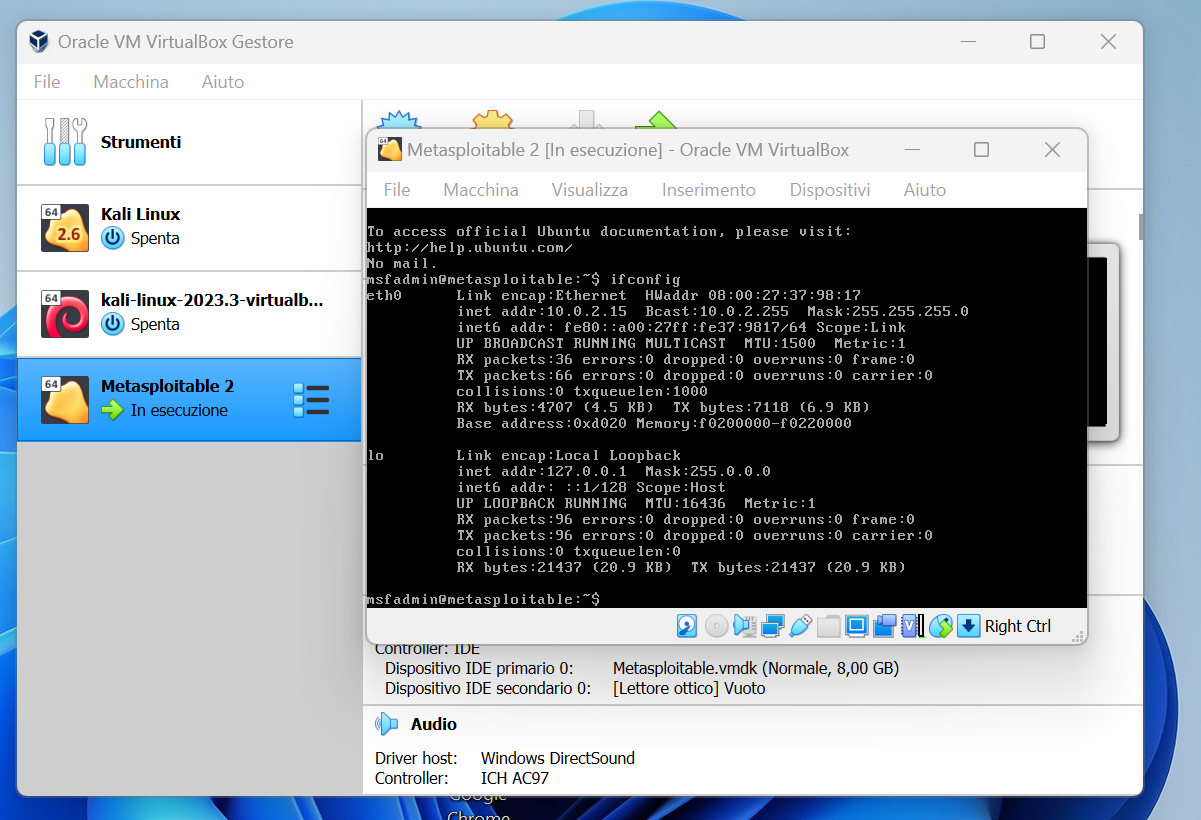 Oracle VM VirtualBox Gestore
File Macchina Aiuto
Strumenti
64
2.6
Kali Linux
Spenta
64
kali-linux-2023.3-virtualb...
Spenta
64
Metasploitable 2
In esecuzione
64
Metasploitable 2 [In esecuzione] - Oracle VM VirtualBox
File Macchina Visualizza Inserimento Dispositivi Aiuto
To access official Ubuntu documentation, please visit:
http://help.ubuntu.com/
No mail.
msfadmin@metasploitable:~$ ifconfig
eth0      Link encap:Ethernet  HWaddr 08:00:27:37:98:17
          inet addr:10.0.2.15  Bcast:10.0.2.255  Mask:255.255.255.0
          inet6 addr: fe80::a00:27ff:fe37:9817/64 Scope:Link
          UP BROADCAST RUNNING MULTICAST  MTU:1500  Metric:1
          RX packets:36 errors:0 dropped:0 overruns:0 frame:0
          TX packets:66 errors:0 dropped:0 overruns:0 carrier:0
          collisions:0 txqueuelen:1000
          RX bytes:4707 (4.5 KB)  TX bytes:7118 (6.9 KB)
          Base address:0xd020 Memory:f0200000-f0220000
lo        Link encap:Local Loopback
          inet addr:127.0.0.1  Mask:255.0.0.0
          inet6 addr: ::1/128 Scope:Host
          UP LOOPBACK RUNNING  MTU:16436  Metric:1
          RX packets:96 errors:0 dropped:0 overruns:0 frame:0
          TX packets:96 errors:0 dropped:0 overruns:0 carrier:0
          collisions:0 txqueuelen:0
          RX bytes:21437 (20.9 KB)  TX bytes:21437 (20.9 KB)
msfadmin@metasploitable:~$
Right Ctrl
Controller: IDE
Dispositivo IDE primario 0: Metasploitable.vmdk (Normale, 8,00 GB)
Dispositivo IDE secondario 0: [Lettore ottico] Vuoto
Audio
Driver host: Windows DirectSound
Controller: ICH AC97
Google
Chrome